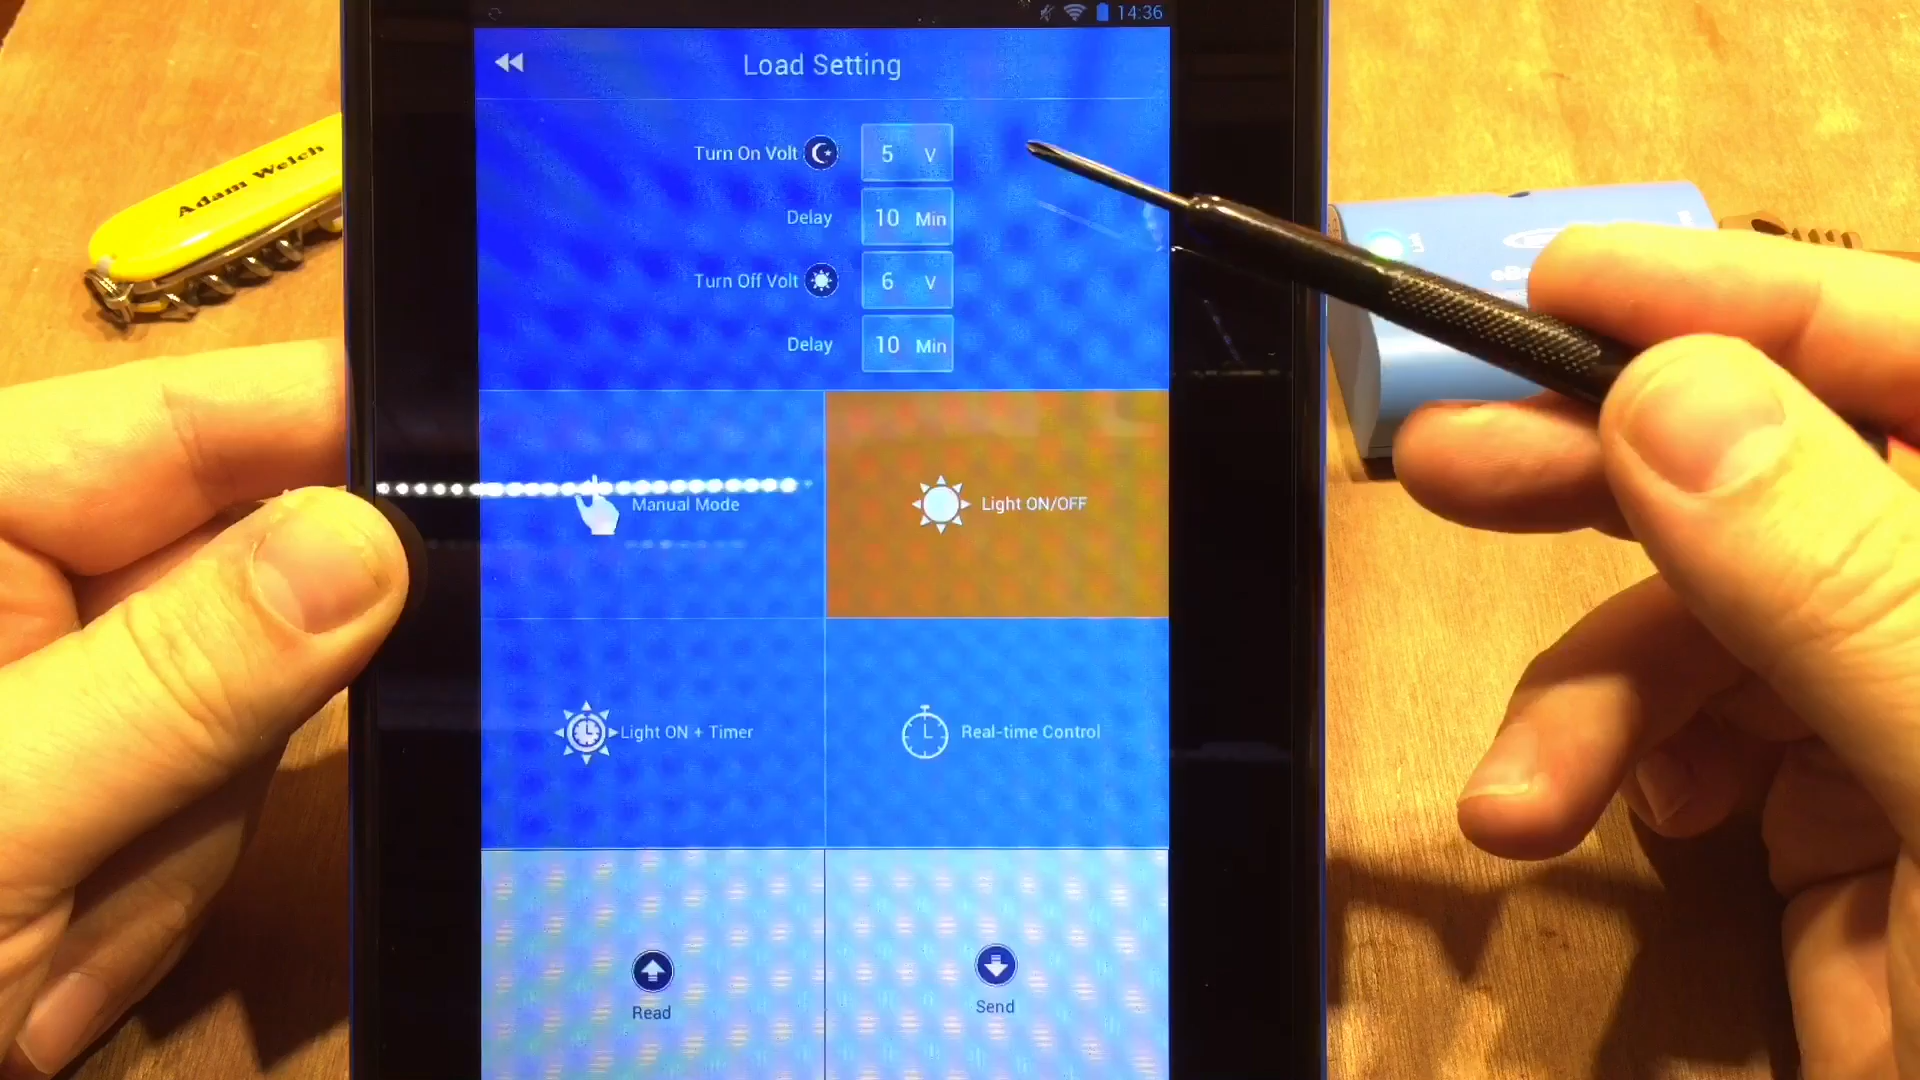 14:36
Load Setting
Turn On Volt 5 V
Delay 10 Min
Turn Off Volt 6 V
Delay 10 Min
Adam Welch
Manual Mode
Light ON/OFF
Light ON + Timer
Real-time Control
Read
Send